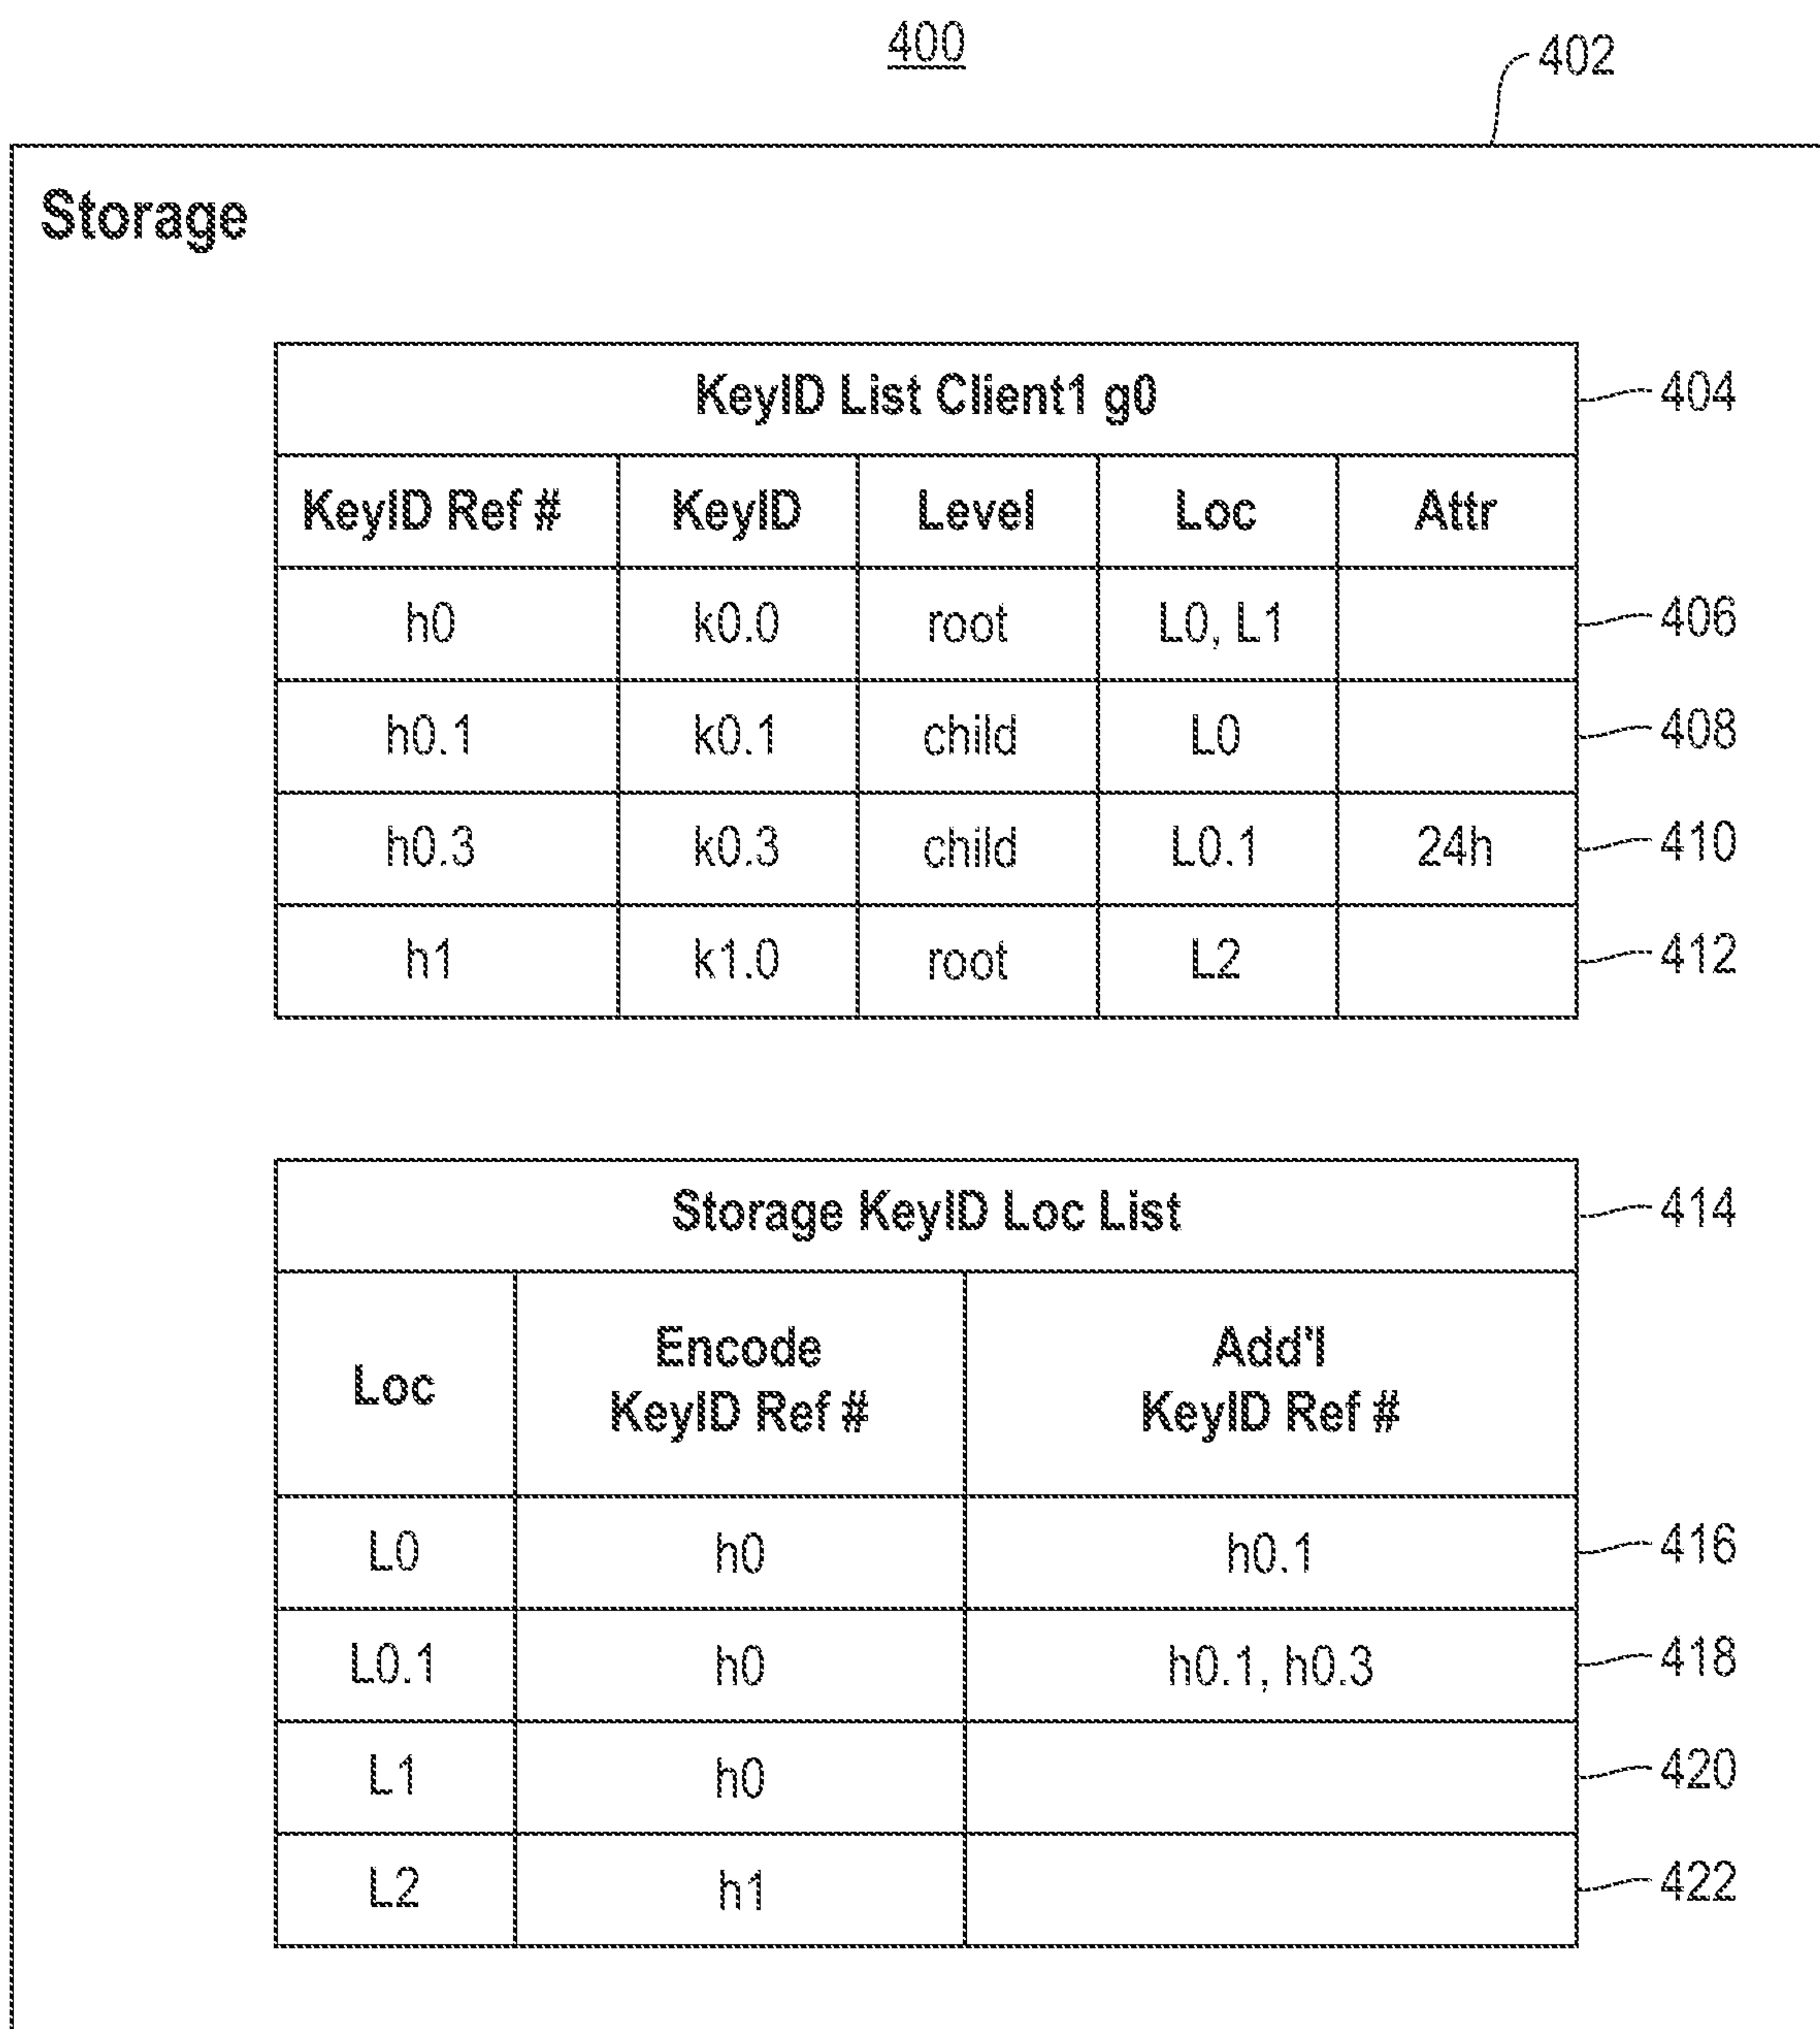 400
402
Storage
KeyID List Client1 g0
404
KeyID Ref # KeyID Level Loc Attr
h0 k0.0 root L0, L1
406
h0.1 k0.1 child L0
408
h0.3 k0.3 child L0.1 24h
410
h1 k1.0 root L2
412
Storage KeyID Loc List
414
Loc
Encode
KeyID Ref #
Add'l
KeyID Ref #
L0 h0 h0.1
416
L0.1 h0 h0.1, h0.3
418
L1 h0
420
L2 h1
422